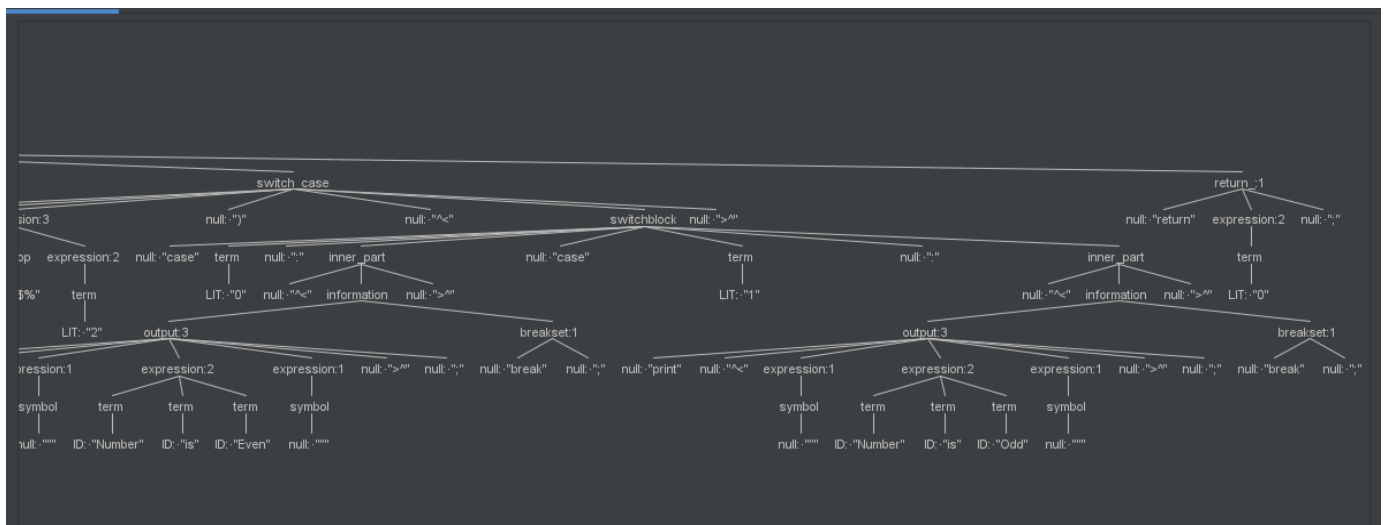 switch_case return_:1
sion:3 null:·")" null:·"^<" switchblock null:·">^" null:·"return" expression:2 null:·";"
op expression:2 null:·"case" term null:·":" inner_part null:·"case" term null:·":" inner_part term
$%" term LIT:·"0" null:·"^<" information null:·">^" LIT:·"1" null:·"^<" information null:·">^" LIT:·"0"
LIT:·"2" output:3 breakset:1 output:3 breakset:1
pression:1 expression:2 expression:1 null:·">^" null:·";" null:·"break" null:·";" null:·"print" null:·"^<" expression:1 expression:2 expression:1 null:·">^" null:·";" null:·"break" null:·";"
symbol term term term symbol symbol term term term symbol
null:·""" ID:·"Number" ID:·"is" ID:·"Even" null:·""" null:·""" ID:·"Number" ID:·"is" ID:·"Odd" null:·"""